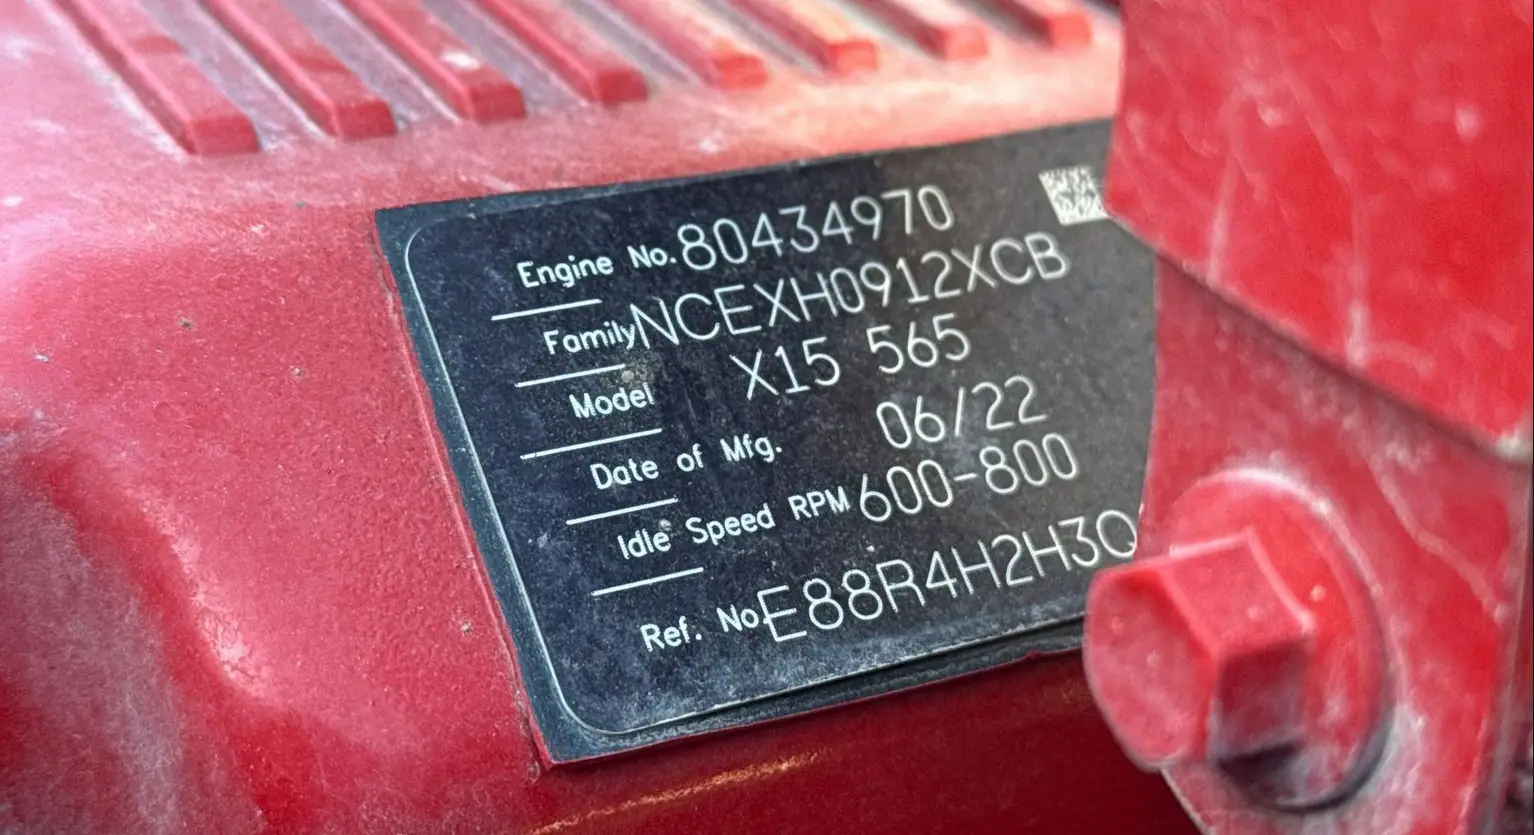 Engine No. 80434970
Family NCEXH0912XCB
Model X15 565
Date of Mfg. 06/22
Idle Speed RPM 600-800
Ref. No E88R4H2H3Q